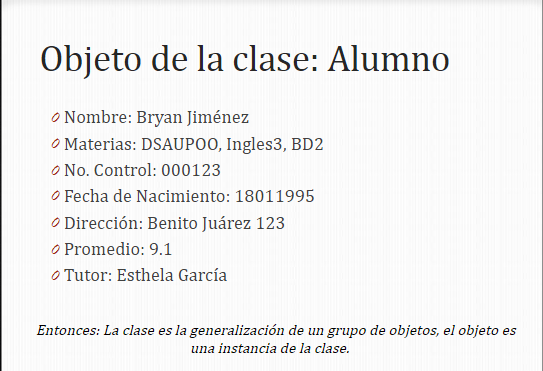 Objeto de la clase: Alumno
Nombre: Bryan Jiménez
Materias: DSAUPOO, Ingles3, BD2
No. Control: 000123
Fecha de Nacimiento: 18011995
Dirección: Benito Juárez 123
Promedio: 9.1
Tutor: Esthela García
Entonces: La clase es la generalización de un grupo de objetos, el objeto es
una instancia de la clase.